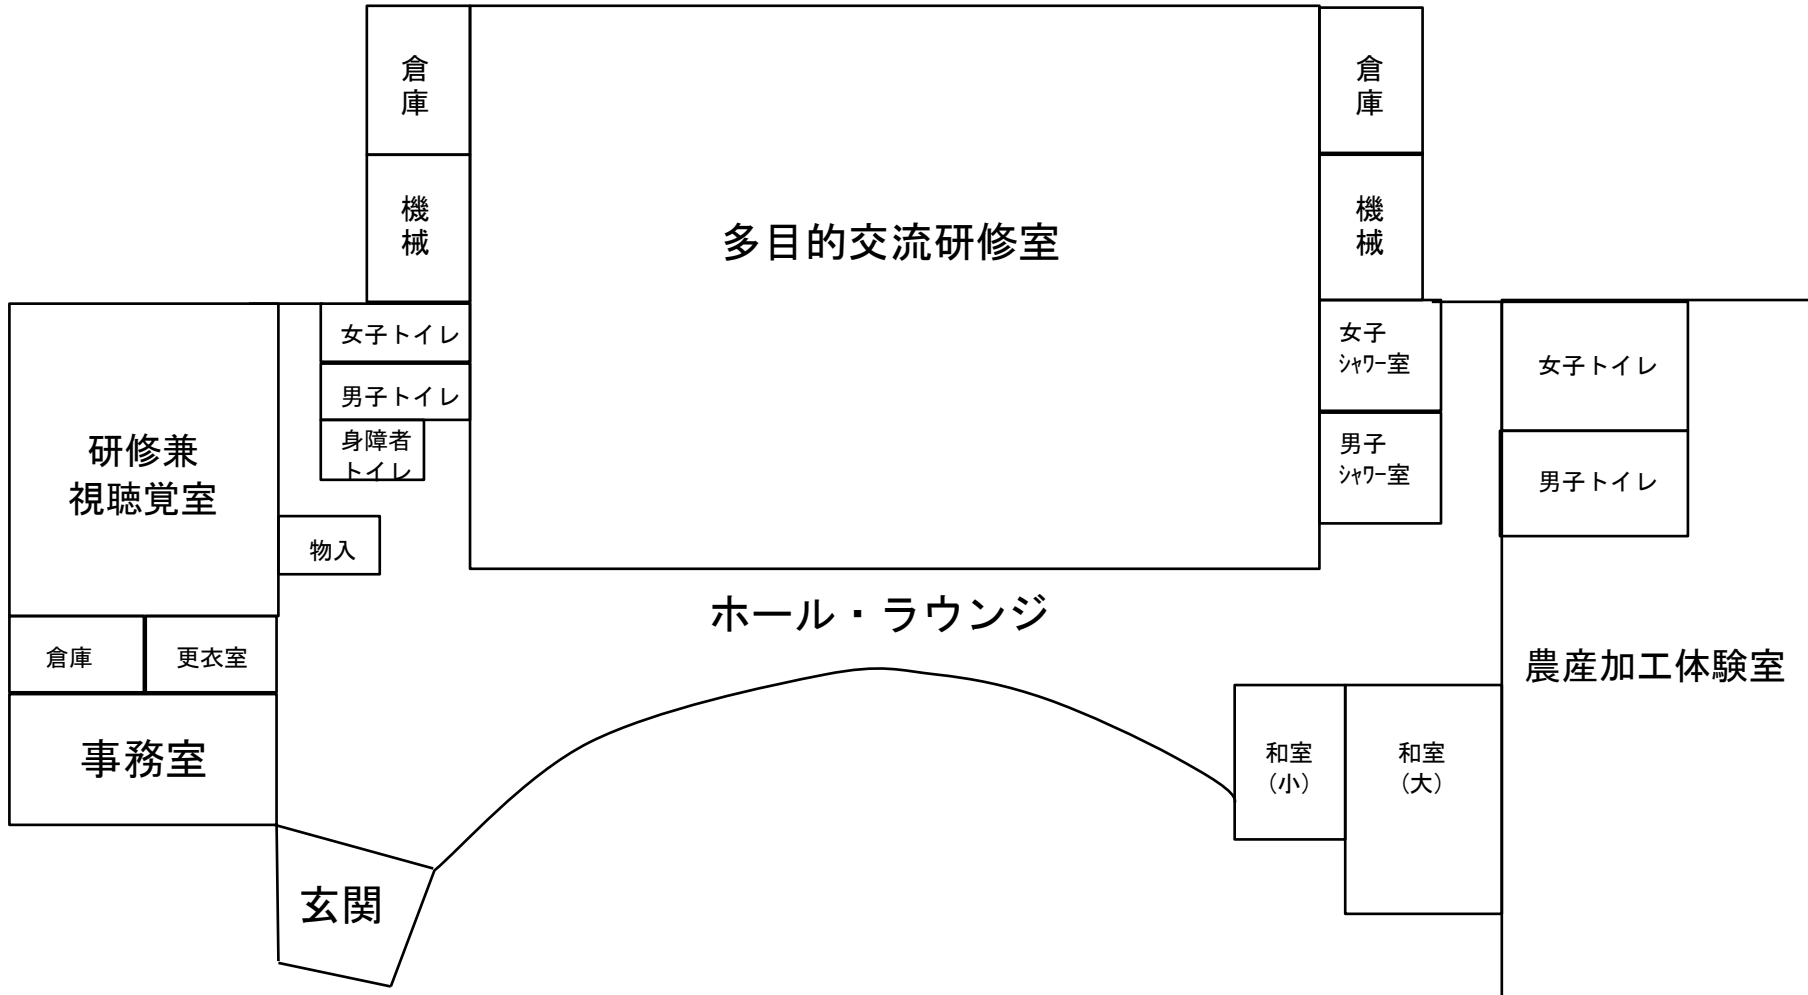 倉
庫
倉
庫
機
械
多目的交流研修室
機
械
女子トイレ
男子トイレ
身障者
トイレ
女子
ｼｬﾜｰ室
男子
ｼｬﾜｰ室
女子トイレ
男子トイレ
研修兼
視聴覚室
物入
ホール・ラウンジ
倉庫
更衣室
農産加工体験室
事務室
和室
（小）
和室
（大）
玄関